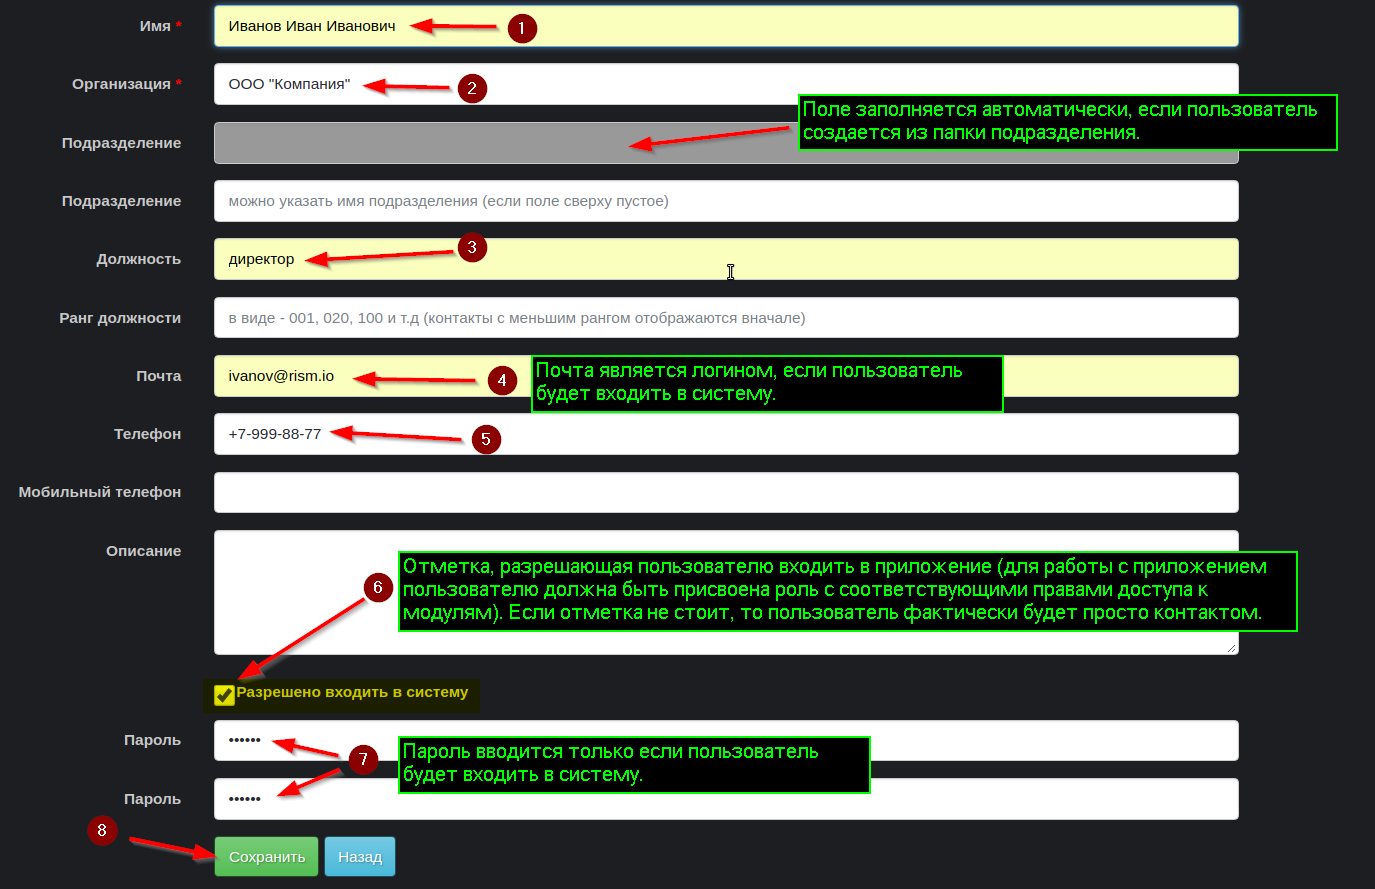 Имя *
Иванов Иван Иванович
1
Организация *
ООО "Компания"
2
Поле заполняется автоматически, если пользователь
создается из папки подразделения.
Подразделение
Подразделение
можно указать имя подразделения (если поле сверху пустое)
Должность
директор
3
Ранг должности
в виде - 001, 020, 100 и т.д (контакты с меньшим рангом отображаются вначале)
Почта
ivanov@rism.io
4
Почта является логином, если пользователь
будет входить в систему.
Телефон
+7-999-88-77
5
Мобильный телефон
Описание
6
Отметка, разрешающая пользователю входить в приложение (для работы с приложением
пользователю должна быть присвоена роль с соответствующими правами доступа к
модулям). Если отметка не стоит, то пользователь фактически будет просто контактом.
Разрешено входить в систему
Пароль
••••••
7
Пароль вводится только если пользователь
будет входить в систему.
Пароль
••••••
8
Сохранить
Назад